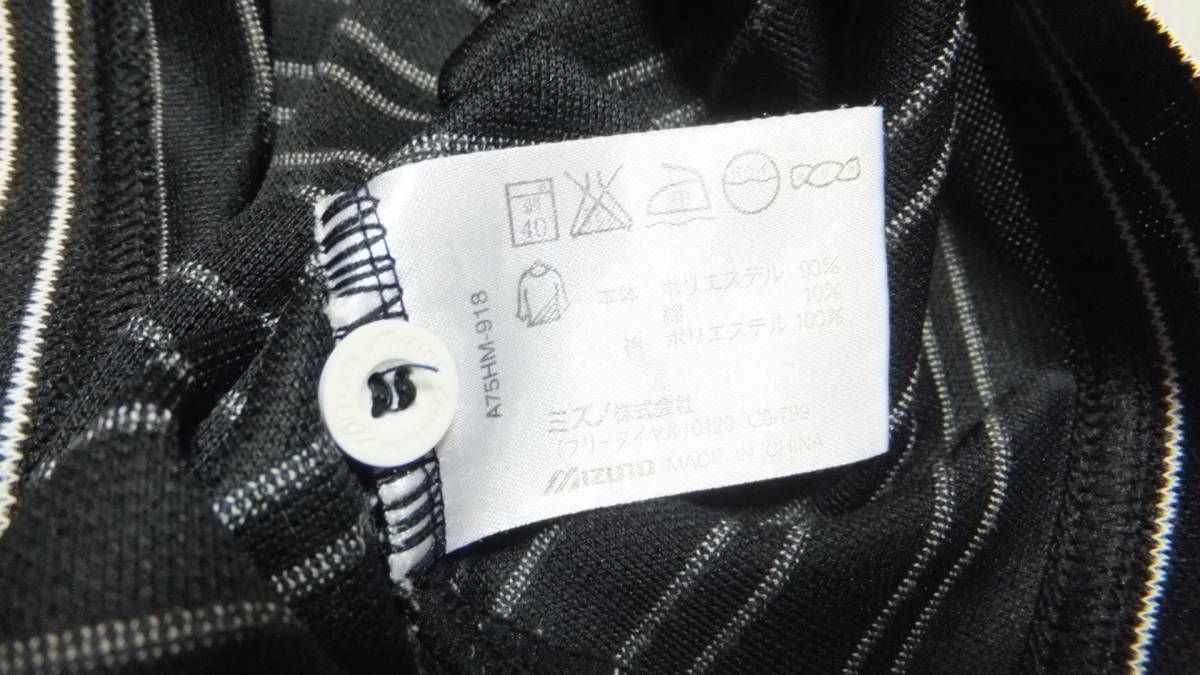 網
40
中
A75HM-918
本体 ポリエステル 90%
綿 10%
衿 ポリエステル 100%
ミズノ株式会社
(フリーダイヤル)0120-320-799
MIZUNO MADE IN CHINA